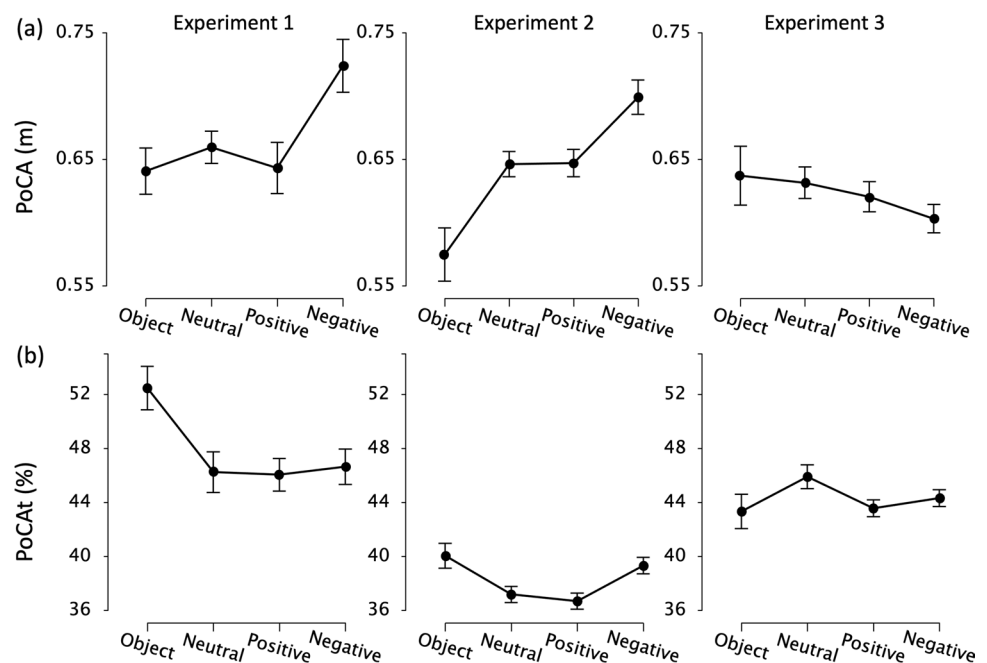 (a)
Experiment 1
Experiment 2
Experiment 3
PoCA (m)
0.75
0.65
0.55
0.75
0.65
0.55
0.75
0.65
0.55
Object
Neutral
Positive
Negative
Object
Neutral
Positive
Negative
Object
Neutral
Positive
Negative
(b)
PoCAt (%)
52
48
44
40
36
52
48
44
40
36
52
48
44
40
36
Object
Neutral
Positive
Negative
Object
Neutral
Positive
Negative
Object
Neutral
Positive
Negative